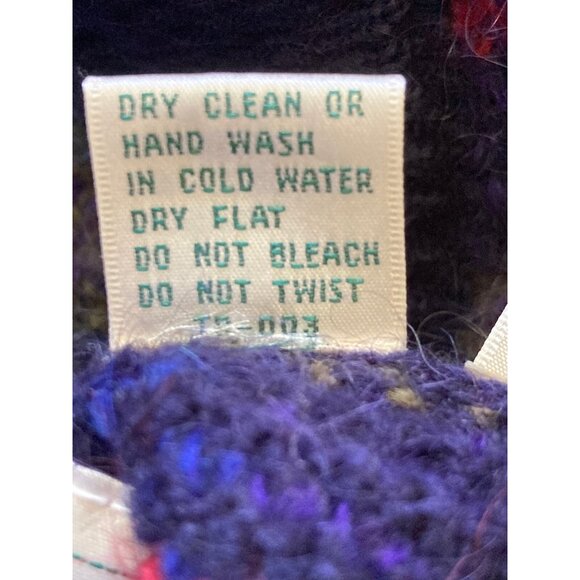 DRY CLEAN OR
HAND WASH
IN COLD WATER
DRY FLAT
DO NOT BLEACH
DO NOT TWIST